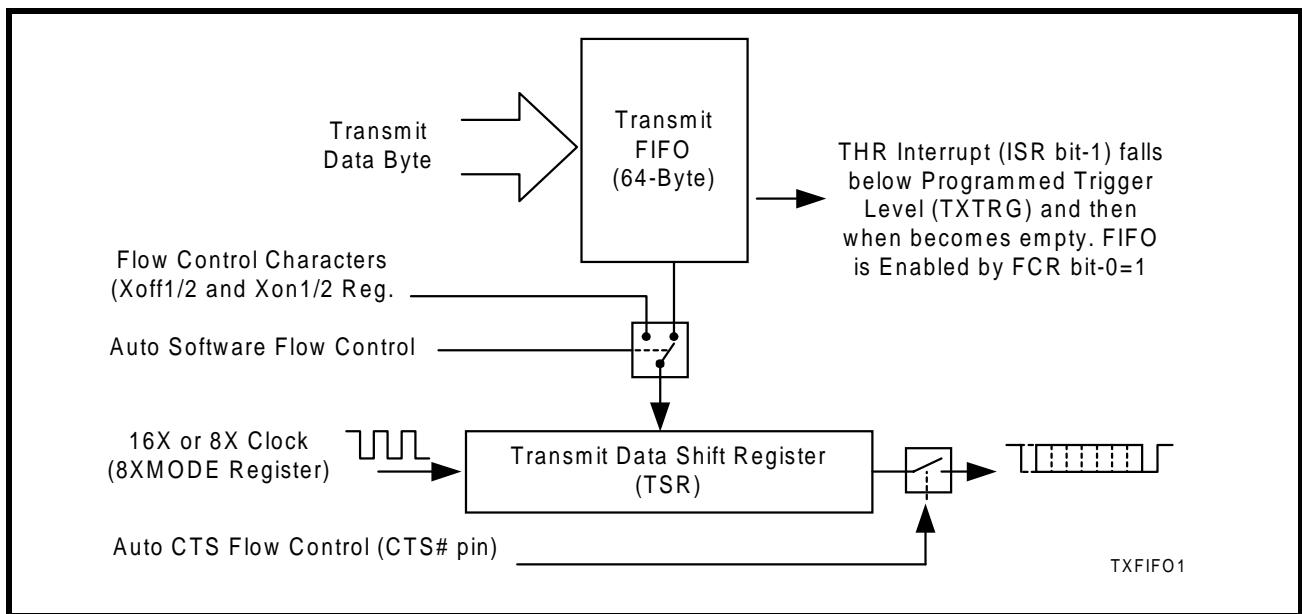 Transmit
Data Byte
Transmit
FIFO
(64-Byte)
THR Interrupt (ISR bit-1) falls
below Programmed Trigger
Level (TXTRG) and then
when becomes empty. FIFO
is Enabled by FCR bit-0=1
Flow Control Characters
(Xoff1/2 and Xon1/2 Reg.
Auto Software Flow Control
16X or 8X Clock
(8XMODE Register)
Transmit Data Shift Register
(TSR)
Auto CTS Flow Control (CTS# pin)
TXFIFO1